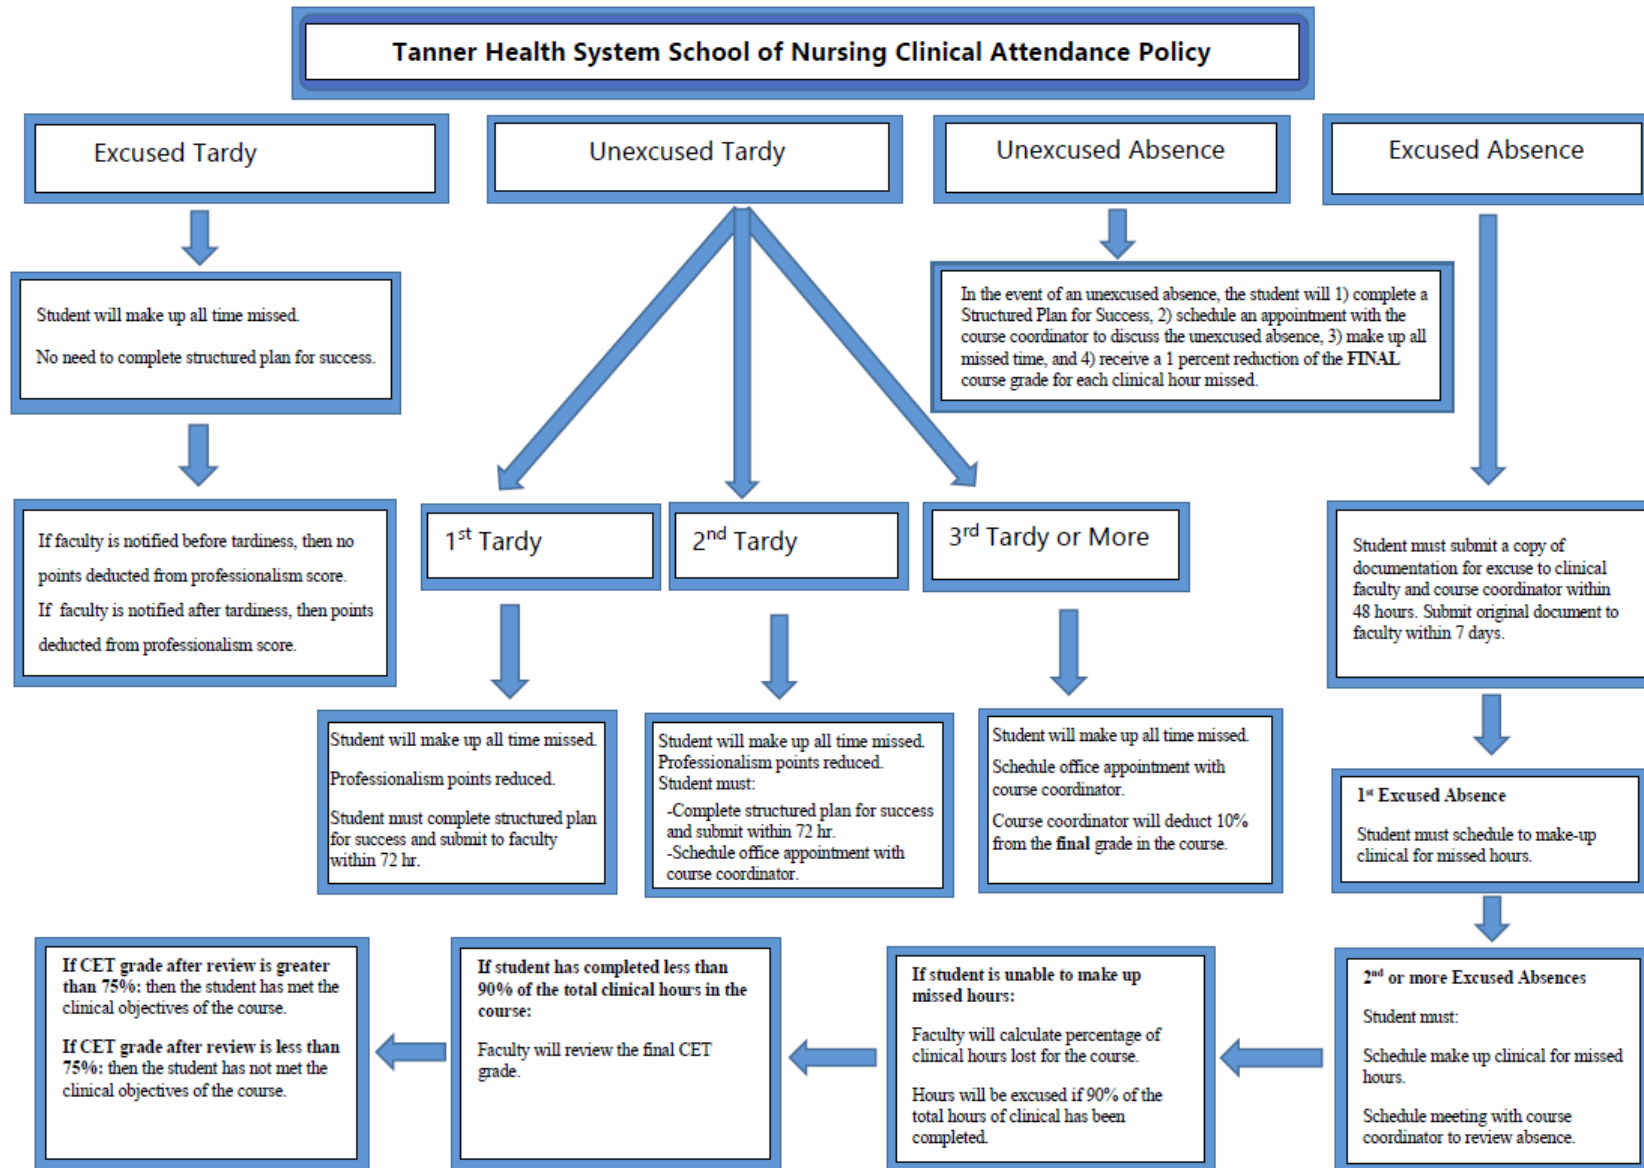 Tanner Health System School of Nursing Clinical Attendance Policy
Excused Tardy
Unexcused Tardy
Unexcused Absence
Excused Absence
Student will make up all time missed.
No need to complete structured plan for success.
In the event of an unexcused absence, the student will 1) complete a
Structured Plan for Success, 2) schedule an appointment with the
course coordinator to discuss the unexcused absence, 3) make up all
missed time, and 4) receive a 1 percent reduction of the FINAL
course grade for each clinical hour missed.
If faculty is notified before tardiness, then no
points deducted from professionalism score.
If faculty is notified after tardiness, then points
deducted from professionalism score.
1st Tardy
2nd Tardy
3rd Tardy or More
Student must submit a copy of
documentation for excuse to clinical
faculty and course coordinator within
48 hours. Submit original document to
faculty within 7 days.
Student will make up all time missed.
Professionalism points reduced.
Student must complete structured plan
for success and submit to faculty
within 72 hr.
Student will make up all time missed.
Professionalism points reduced.
Student must:
-Complete structured plan for success
and submit within 72 hr.
-Schedule office appointment with
course coordinator.
Student will make up all time missed.
Schedule office appointment with
course coordinator.
Course coordinator will deduct 10%
from the final grade in the course.
1st Excused Absence
Student must schedule to make-up
clinical for missed hours.
2nd or more Excused Absences
Student must:
Schedule make up clinical for missed
hours.
Schedule meeting with course
coordinator to review absence.
If student is unable to make up
missed hours:
Faculty will calculate percentage of
clinical hours lost for the course.
Hours will be excused if 90% of the
total hours of clinical has been
completed.
If student has completed less than
90% of the total clinical hours in the
course:
Faculty will review the final CET
grade.
If CET grade after review is greater
than 75%: then the student has met the
clinical objectives of the course.
If CET grade after review is less than
75%: then the student has not met the
clinical objectives of the course.